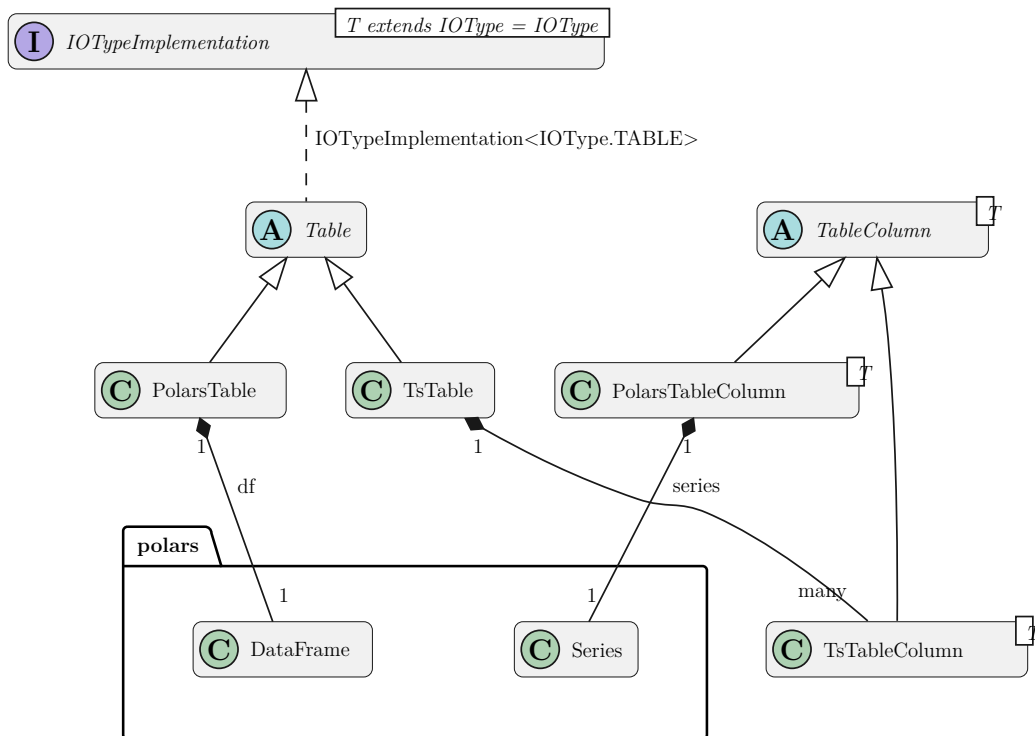 T extends IOType = IOType
I IOTypeImplementation
IOTypeImplementation<IOType.TABLE>
A Table
A TableColumn T
C PolarsTable
C TsTable
C PolarsTableColumn T
1
1
1
df
series
polars
1
1
many
C DataFrame
C Series
C TsTableColumn T